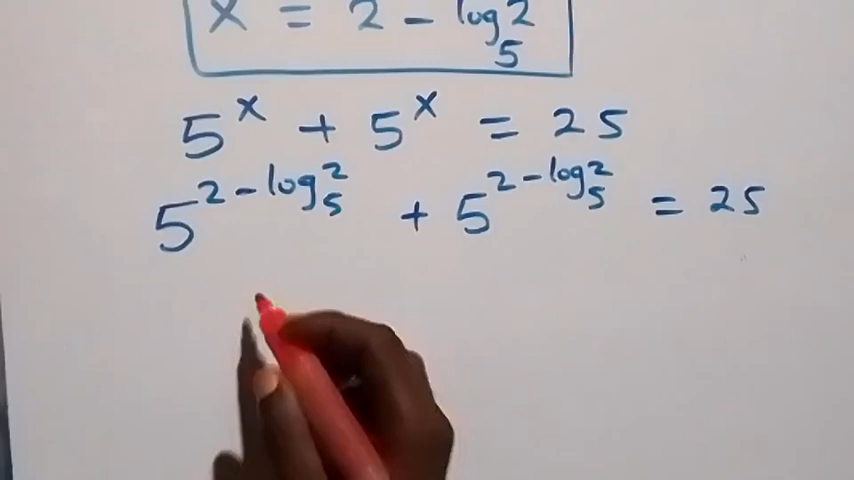 x = 2 - log₅2
5ˣ + 5ˣ = 25
5^(2 - log₅2) + 5^(2 - log₅2) = 25